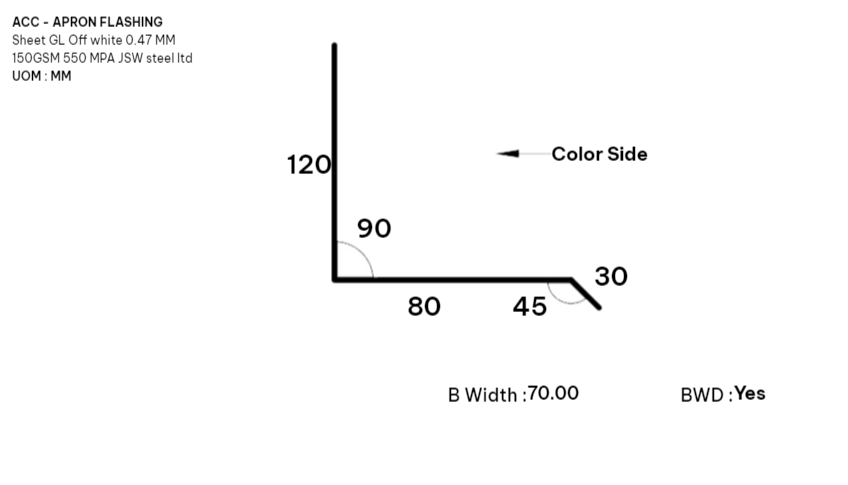 ACC - APRON FLASHING
Sheet GL Off white 0.47 MM
150GSM 550 MPA JSW steel ltd
UOM : MM
120
Color Side
90
30
80
45
B Width :70.00
BWD :Yes